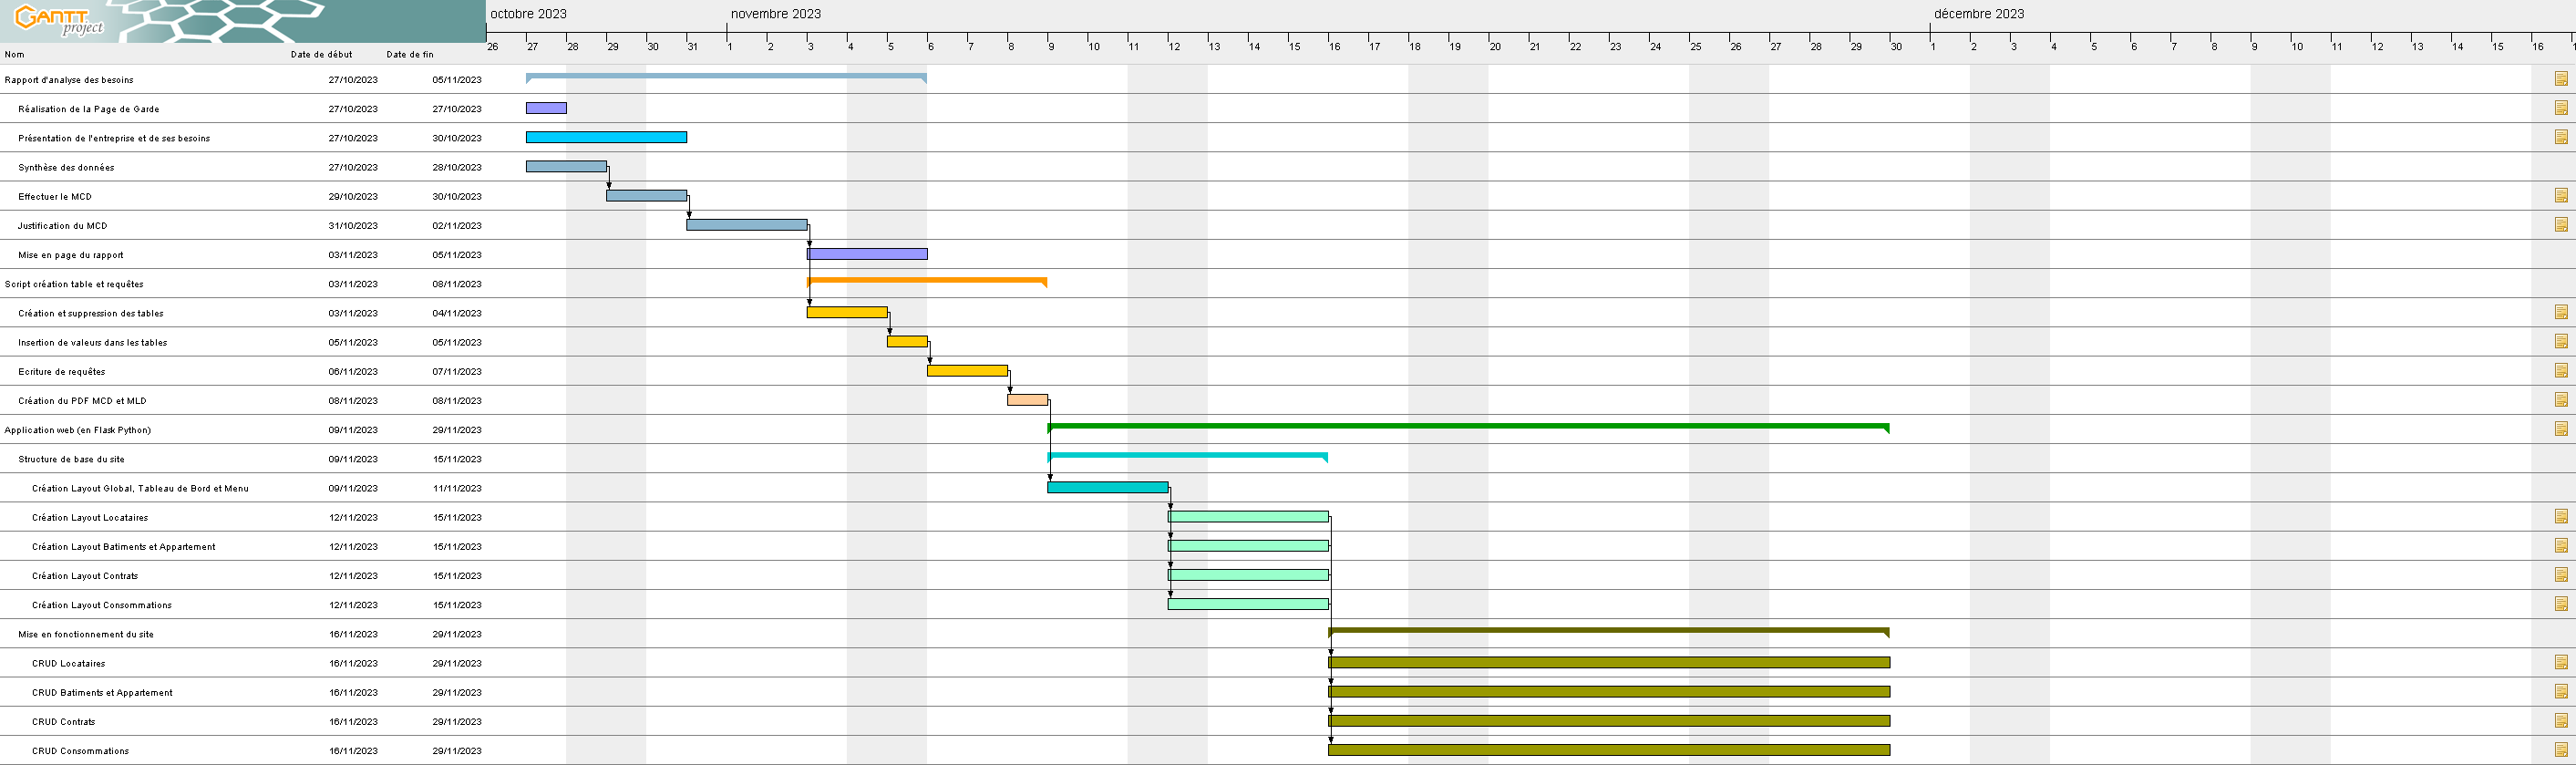 GANTT project
octobre 2023 novembre 2023 décembre 2023
Nom Date de début Date de fin 26 27 28 29 30 31 1 2 3 4 5 6 7 8 9 10 11 12 13 14 15 16 17 18 19 20 21 22 23 24 25 26 27 28 29 30 1 2 3 4 5 6 7 8 9 10 11 12 13 14 15 16
Rapport d'analyse des besoins 27/10/2023 05/11/2023
Réalisation de la Page de Garde 27/10/2023 27/10/2023
Présentation de l'entreprise et de ses besoins 27/10/2023 30/10/2023
Synthèse des données 27/10/2023 28/10/2023
Effectuer le MCD 29/10/2023 30/10/2023
Justification du MCD 31/10/2023 02/11/2023
Mise en page du rapport 03/11/2023 05/11/2023
Script création table et requêtes 03/11/2023 08/11/2023
Création et suppression des tables 03/11/2023 04/11/2023
Insertion de valeurs dans les tables 05/11/2023 05/11/2023
Ecriture de requêtes 06/11/2023 07/11/2023
Création du PDF MCD et MLD 08/11/2023 08/11/2023
Application web (en Flask Python) 09/11/2023 29/11/2023
Structure de base du site 09/11/2023 15/11/2023
Création Layout Global, Tableau de Bord et Menu 09/11/2023 11/11/2023
Création Layout Locataires 12/11/2023 15/11/2023
Création Layout Batiments et Appartement 12/11/2023 15/11/2023
Création Layout Contrats 12/11/2023 15/11/2023
Création Layout Consommations 12/11/2023 15/11/2023
Mise en fonctionnement du site 16/11/2023 29/11/2023
CRUD Locataires 16/11/2023 29/11/2023
CRUD Batiments et Appartement 16/11/2023 29/11/2023
CRUD Contrats 16/11/2023 29/11/2023
CRUD Consommations 16/11/2023 29/11/2023